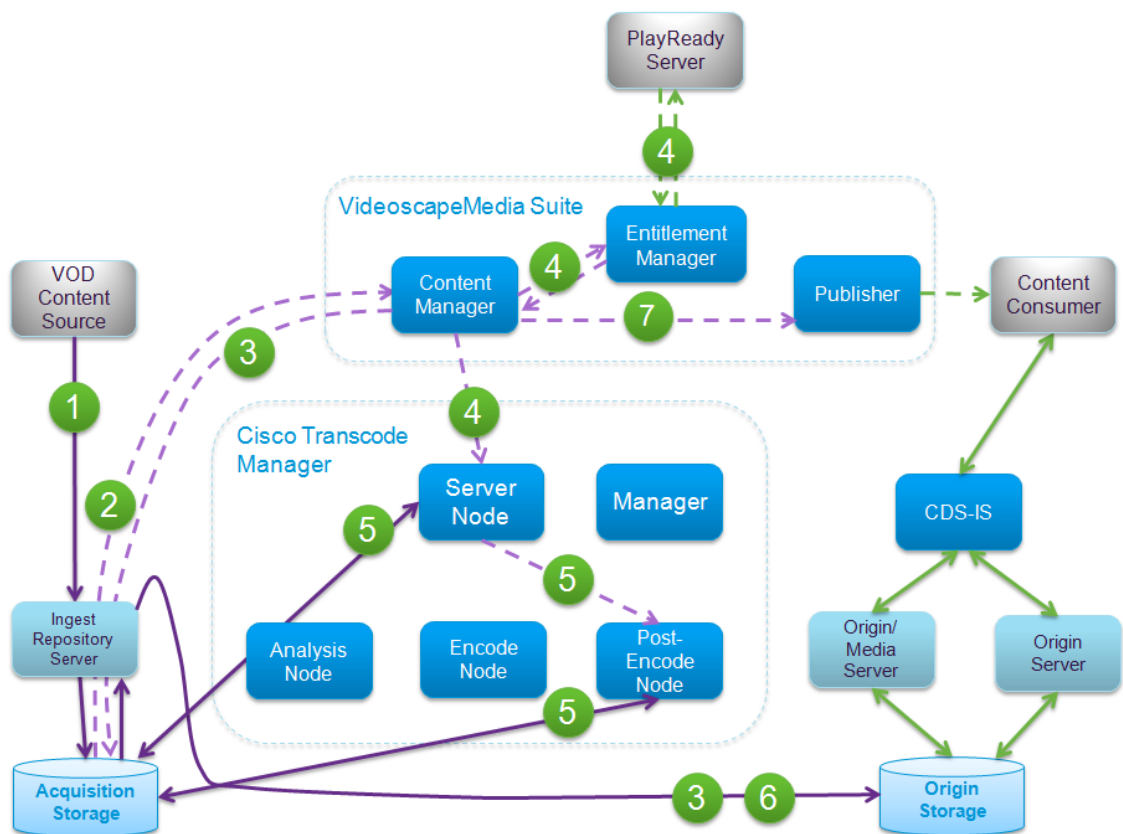 PlayReady
Server
4
VideoscapeMedia Suite
Entitlement
Manager
4
Content
Manager
Publisher
7
Content
Consumer
VOD
Content
Source
3
1
4
Cisco Transcode
Manager
Server
Node
Manager
CDS-IS
2
5
5
Ingest
Repository
Server
Analysis
Node
Encode
Node
Post-
Encode
Node
Origin/
Media
Server
Origin
Server
5
Acquisition
Storage
3
6
Origin
Storage